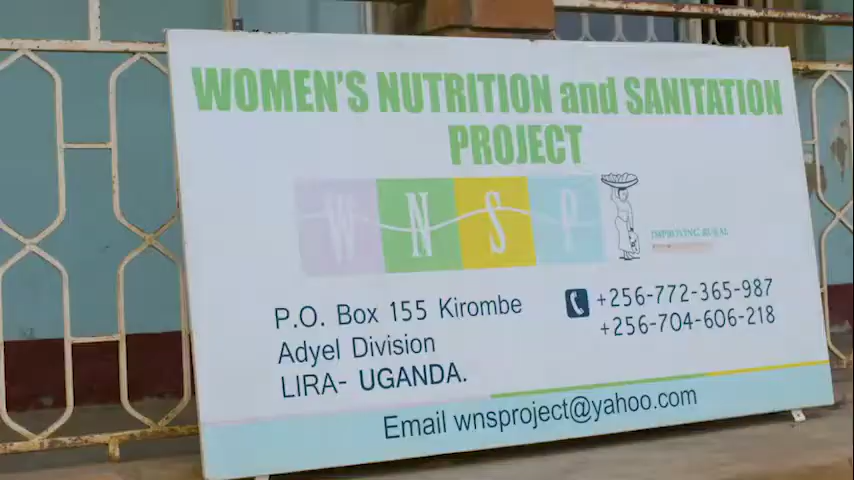 WOMEN'S NUTRITION and SANITATION
PROJECT
WNSP
IMPROVING RURAL
P.O. Box 155 Kirombe
Adyel Division
LIRA- UGANDA.
+256-772-365-987
+256-704-606-218
Email wnsproject@yahoo.com